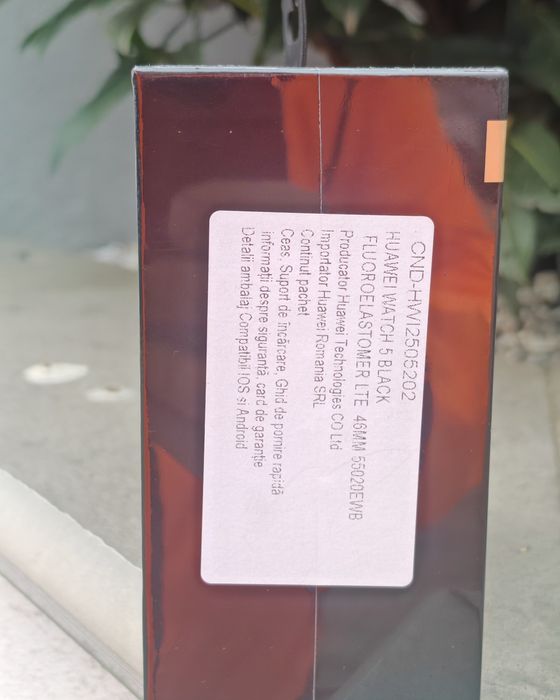 CND-HWI2505202
HUAWEI WATCH 5 BLACK
FLUOROELASTOMER LTE 46MM 55020EWB
Producator Huawei Technologies CO Ltd
Importator Huawei Romania SRL
Continut pachet
Ceas, Suport de încărcare, Ghid de pornire rapidă
informații despre siguranță, card de garanție
Detalii ambalaj Compatibil IOS si Android